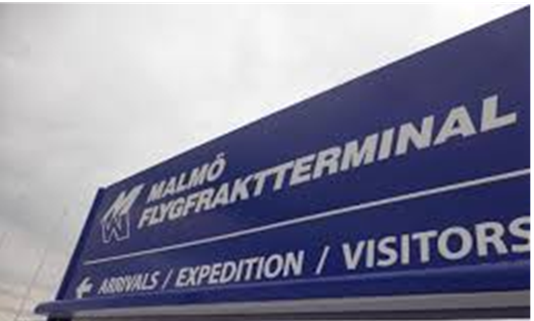 MALMÖ
FLYGFRAKTTERMINAL
← ARRIVALS / EXPEDITION / VISITORS